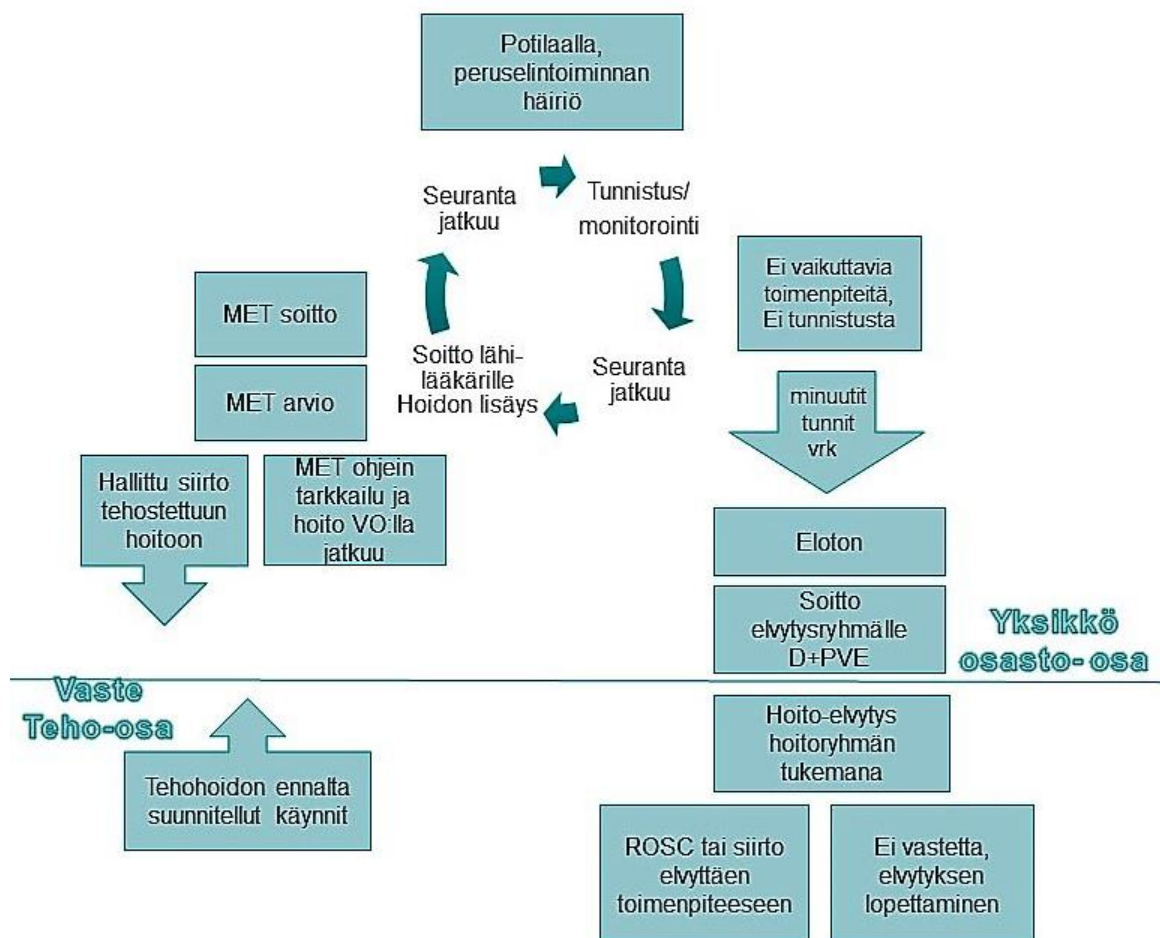 Potilaalla,
peruselintoiminnan
häiriö
Seuranta
jatkuu
Tunnistus/
monitorointi
Ei vaikuttavia
toimenpiteitä,
Ei tunnistusta
MET soitto
Soitto lähi-
lääkärille
Hoidon lisäys
Seuranta
jatkuu
MET arvio
minuutit
tunnit
vrk
Hallittu siirto
tehostettuun
hoitoon
MET ohjein
tarkkailu ja
hoito VO:lla
jatkuu
Eloton
Soitto
elvytysryhmälle
D+PVE
Yksikkö
osasto-osa
Vaste
Teho-osa
Hoito-elvytys
hoitoryhmän
tukemana
Tehohoidon ennalta
suunnitellut käynnit
ROSC tai siirto
elvyttäen
toimenpiteeseen
Ei vastetta,
elvytyksen
lopettaminen